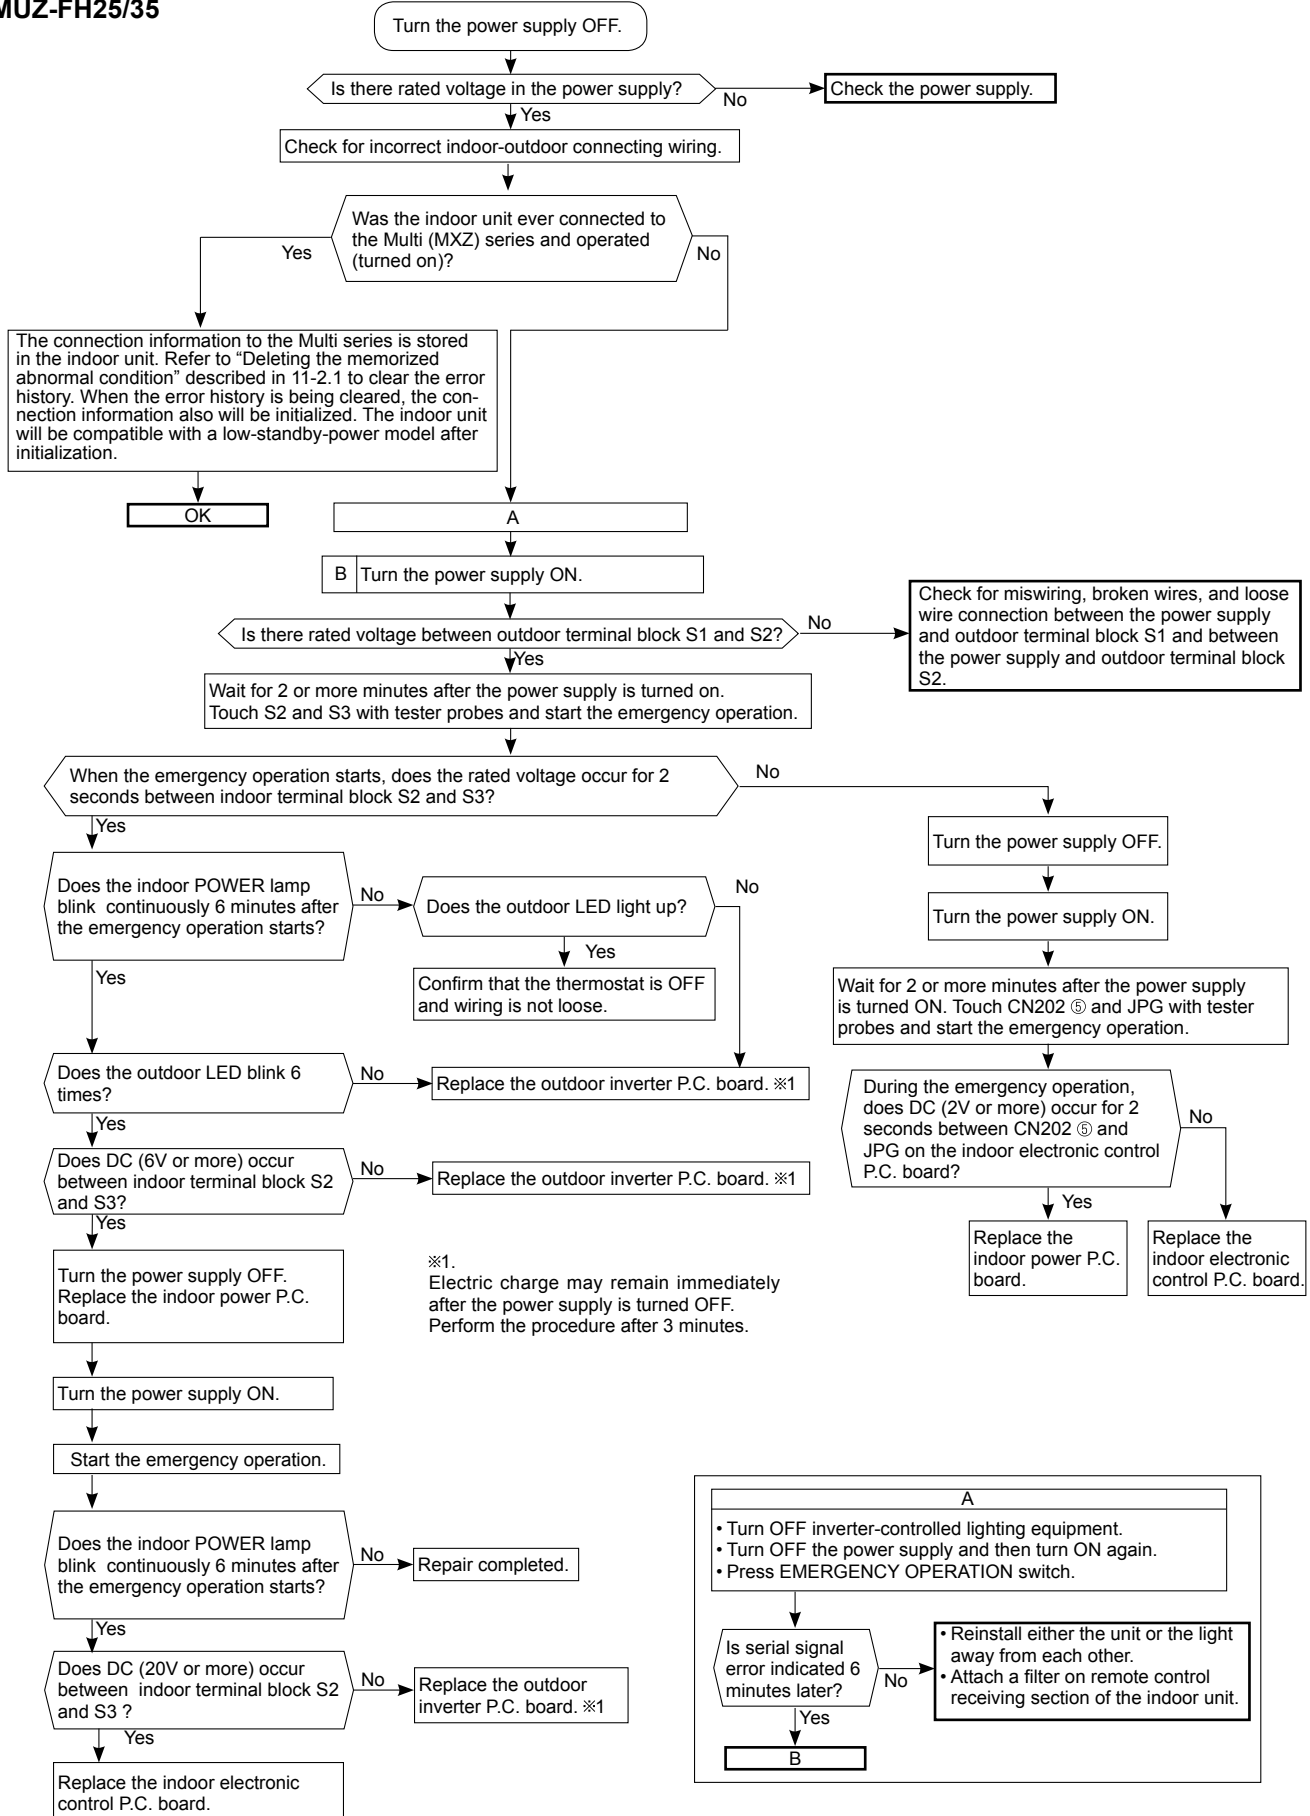 MUZ-FH25/35
Turn the power supply OFF.
Is there rated voltage in the power supply?
No
Check the power supply.
Yes
Check for incorrect indoor-outdoor connecting wiring.
Was the indoor unit ever connected to
the Multi (MXZ) series and operated
(turned on)?
Yes
No
The connection information to the Multi series is stored
in the indoor unit. Refer to “Deleting the memorized
abnormal condition” described in 11-2.1 to clear the error
history. When the error history is being cleared, the con-
nection information also will be initialized. The indoor unit
will be compatible with a low-standby-power model after
initialization.
OK
A
B Turn the power supply ON.
Is there rated voltage between outdoor terminal block S1 and S2?
No
Check for miswiring, broken wires, and loose
wire connection between the power supply
and outdoor terminal block S1 and between
the power supply and outdoor terminal block
S2.
Yes
Wait for 2 or more minutes after the power supply is turned on.
Touch S2 and S3 with tester probes and start the emergency operation.
When the emergency operation starts, does the rated voltage occur for 2
seconds between indoor terminal block S2 and S3?
No
Yes
Turn the power supply OFF.
Turn the power supply ON.
Wait for 2 or more minutes after the power supply
is turned ON. Touch CN202 ⑤ and JPG with tester
probes and start the emergency operation.
During the emergency operation,
does DC (2V or more) occur for 2
seconds between CN202 ⑤ and
JPG on the indoor electronic control
P.C. board?
No
Yes
Replace the
indoor power P.C.
board.
Replace the
indoor electronic
control P.C. board.
Does the indoor POWER lamp
blink continuously 6 minutes after
the emergency operation starts?
No
Does the outdoor LED light up?
No
Yes
Confirm that the thermostat is OFF
and wiring is not loose.
Yes
Does the outdoor LED blink 6
times?
No
Replace the outdoor inverter P.C. board. ※1
Yes
Does DC (6V or more) occur
between indoor terminal block S2
and S3?
No
Replace the outdoor inverter P.C. board. ※1
Yes
Turn the power supply OFF.
Replace the indoor power P.C.
board.
※1.
Electric charge may remain immediately
after the power supply is turned OFF.
Perform the procedure after 3 minutes.
Turn the power supply ON.
Start the emergency operation.
Does the indoor POWER lamp
blink continuously 6 minutes after
the emergency operation starts?
No
Repair completed.
Yes
Does DC (20V or more) occur
between indoor terminal block S2
and S3 ?
No
Replace the outdoor
inverter P.C. board. ※1
Yes
Replace the indoor electronic
control P.C. board.
A
• Turn OFF inverter-controlled lighting equipment.
• Turn OFF the power supply and then turn ON again.
• Press EMERGENCY OPERATION switch.
Is serial signal
error indicated 6
minutes later?
No
• Reinstall either the unit or the light
away from each other.
• Attach a filter on remote control
receiving section of the indoor unit.
Yes
B